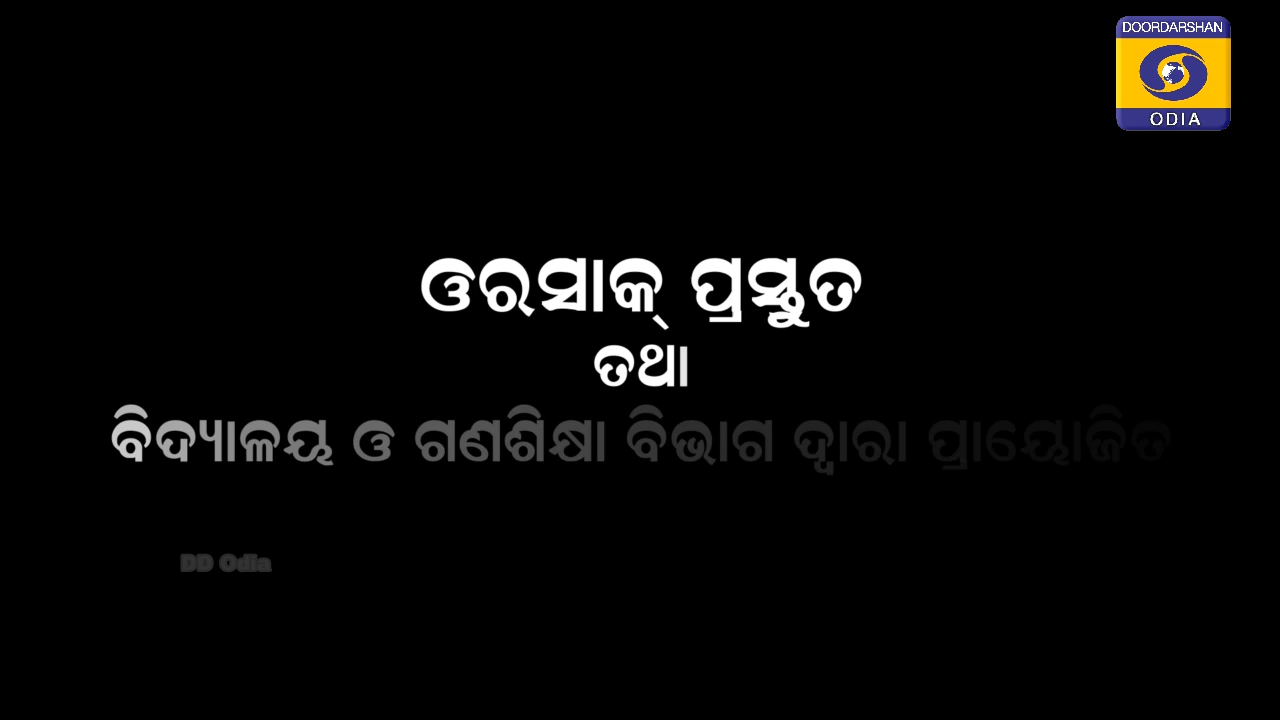 DOORDARSHAN
ODIA
ଓରସାକ୍ ପ୍ରସ୍ତୁତ
ତଥା
ବିଦ୍ୟାଳୟ ଓ ଗଣଶିକ୍ଷା ବିଭାଗ ଦ୍ୱାରା ପ୍ରାୟୋଜିତ
DD Odia